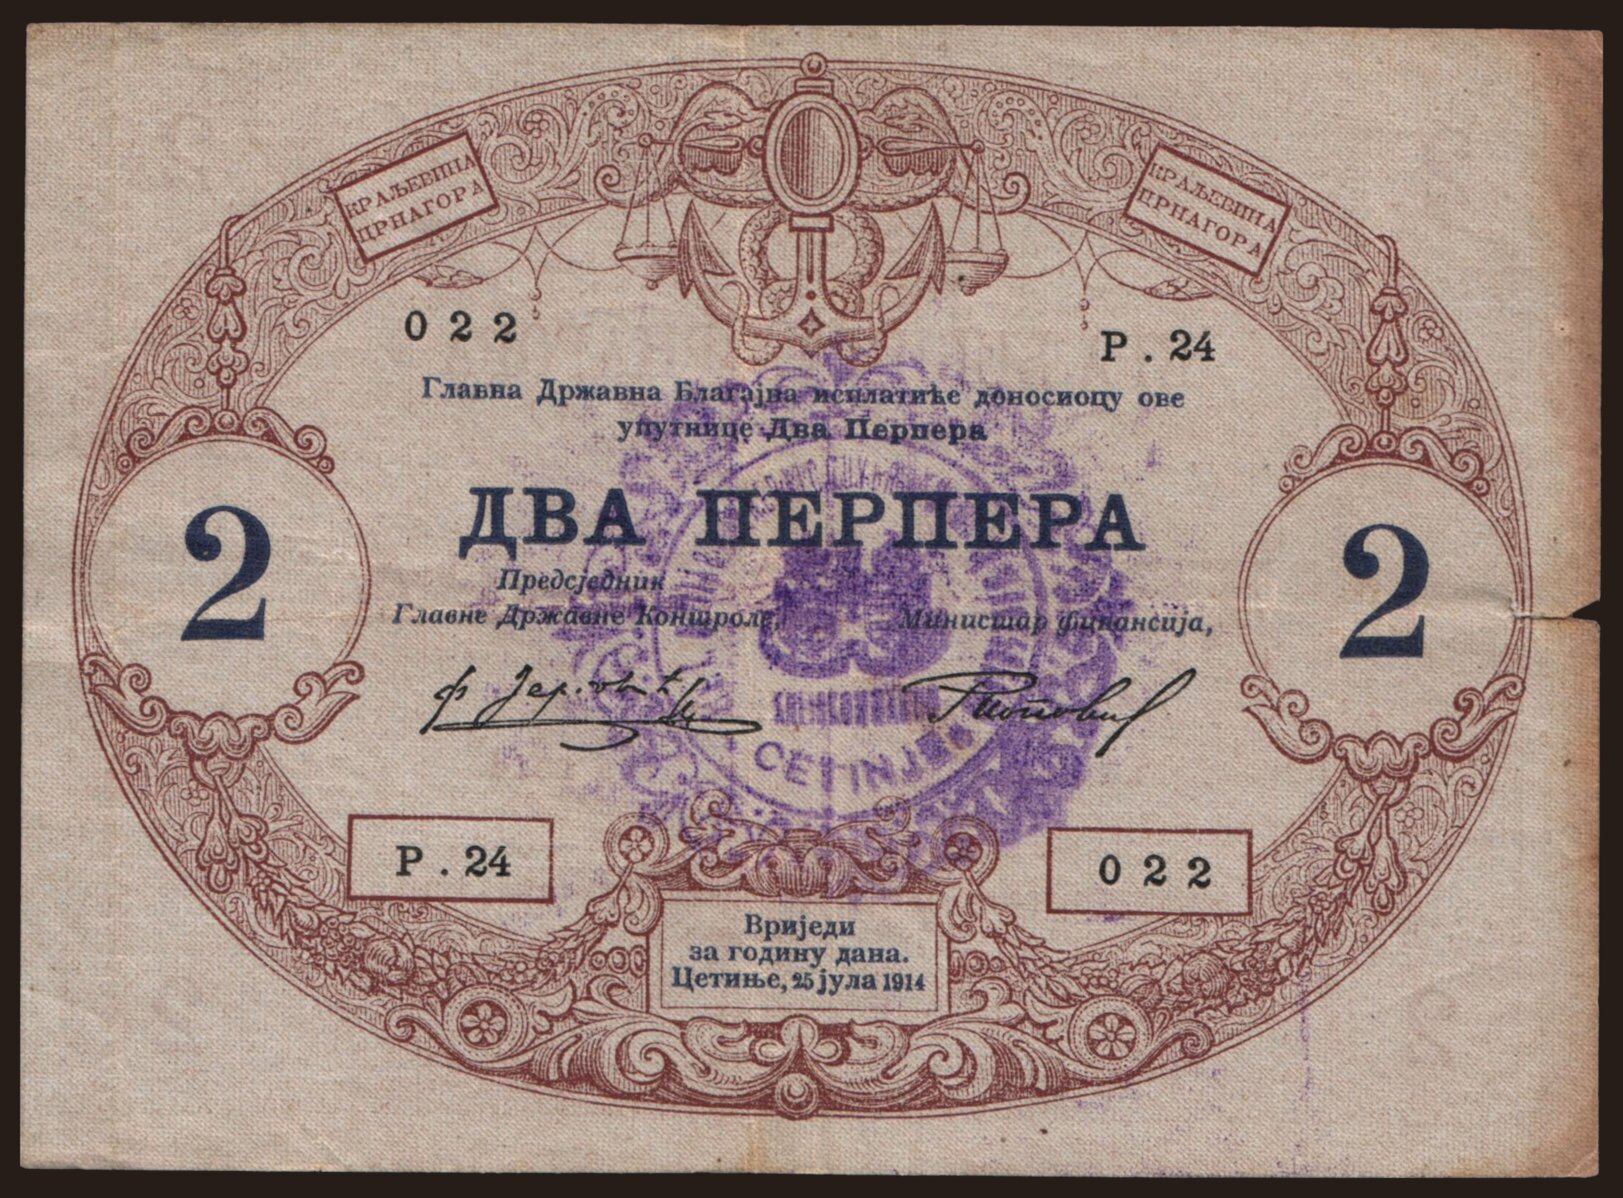 КРАЉЕВИНА
ЦРНАГОРА
КРАЉЕВИНА
ЦРНАГОРА
022
Р. 24
Главна Државна Благајна исплатиће доносиоцу ове
упутнице Два Перпера
ДВА ПЕРПЕРА
2
2
Предсједник
Главне Државне Контроле,
Министар финансија,
CETINJE
Р. 24
022
Вриједи
за годину дана.
Цетиње, 25 јула 1914